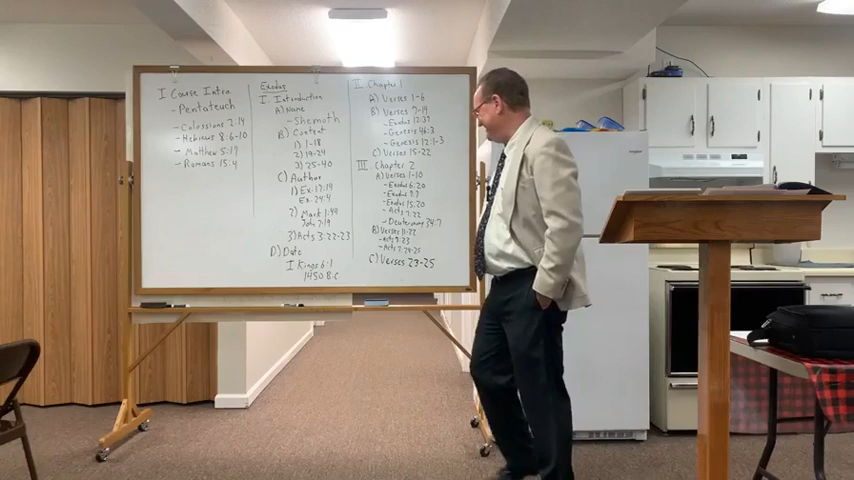 I Course Intro
- Pentateuch
- Colossians 2:14
- Hebrews 8:6-10
- Matthew 5:17
- Romans 15:4
Exodus
I. Introduction
A) Name
- Shemoth
B) Content
1) 1-18
2) 19-24
3) 25-40
C) Author
1) Ex. 17:14
Ex. 24:4
2) Mark 1:44
John 7:19
3) Acts 3:22-23
D) Date
I Kings 6:1
1450 B.C
II. Chapter 1
A) Verses 1-6
B) Verses 7-14
- Exodus 12:37
- Genesis 46:3
- Genesis 12:1-3
C) Verses 15-22
III. Chapter 2
A) Verses 1-10
- Exodus 6:20
- Exodus 7:7
- Exodus 15:20
- Acts 7:22
- Deuteronomy 34:7
B) Verses 11-22
- Acts 7:23
- Acts 7:24-25
C) Verses 23-25